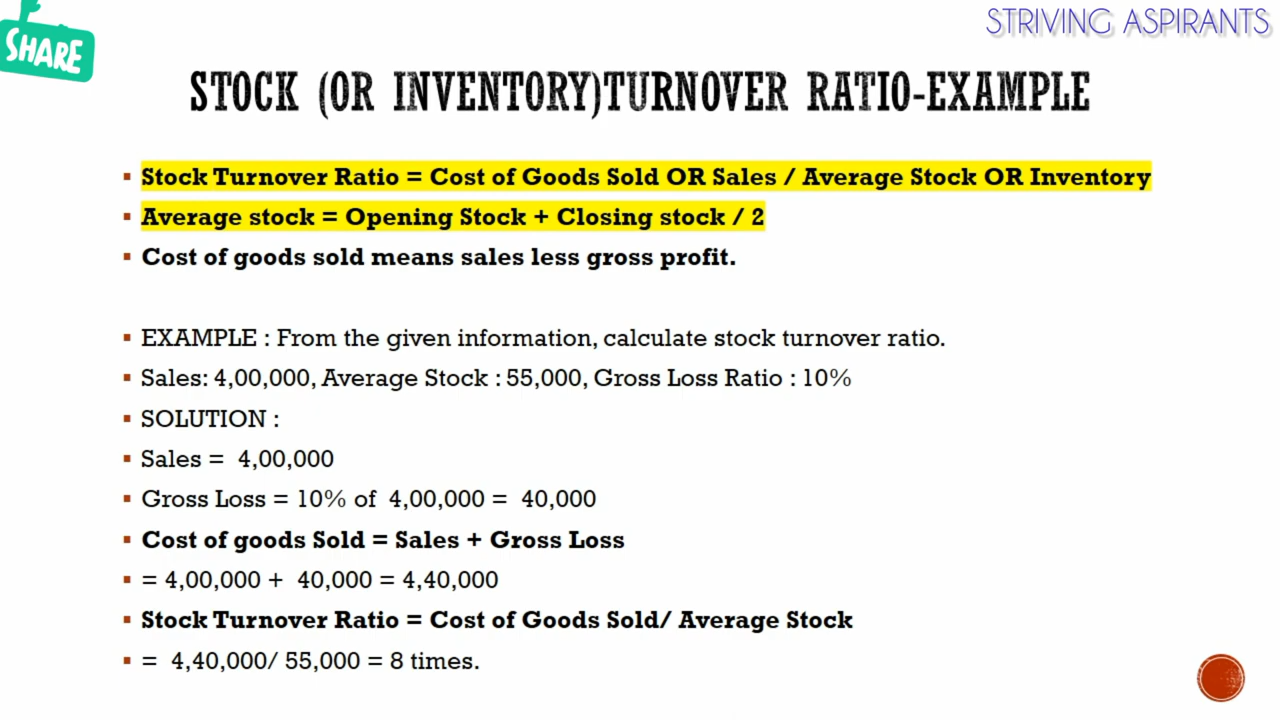 SHARE
STRIVING ASPIRANTS
STOCK (OR INVENTORY)TURNOVER RATIO-EXAMPLE
Stock Turnover Ratio = Cost of Goods Sold OR Sales / Average Stock OR Inventory
Average stock = Opening Stock + Closing stock / 2
Cost of goods sold means sales less gross profit.
EXAMPLE : From the given information, calculate stock turnover ratio.
Sales: 4,00,000, Average Stock : 55,000, Gross Loss Ratio : 10%
SOLUTION :
Sales = 4,00,000
Gross Loss = 10% of 4,00,000 = 40,000
Cost of goods Sold = Sales + Gross Loss
= 4,00,000 + 40,000 = 4,40,000
Stock Turnover Ratio = Cost of Goods Sold/ Average Stock
= 4,40,000/ 55,000 = 8 times.